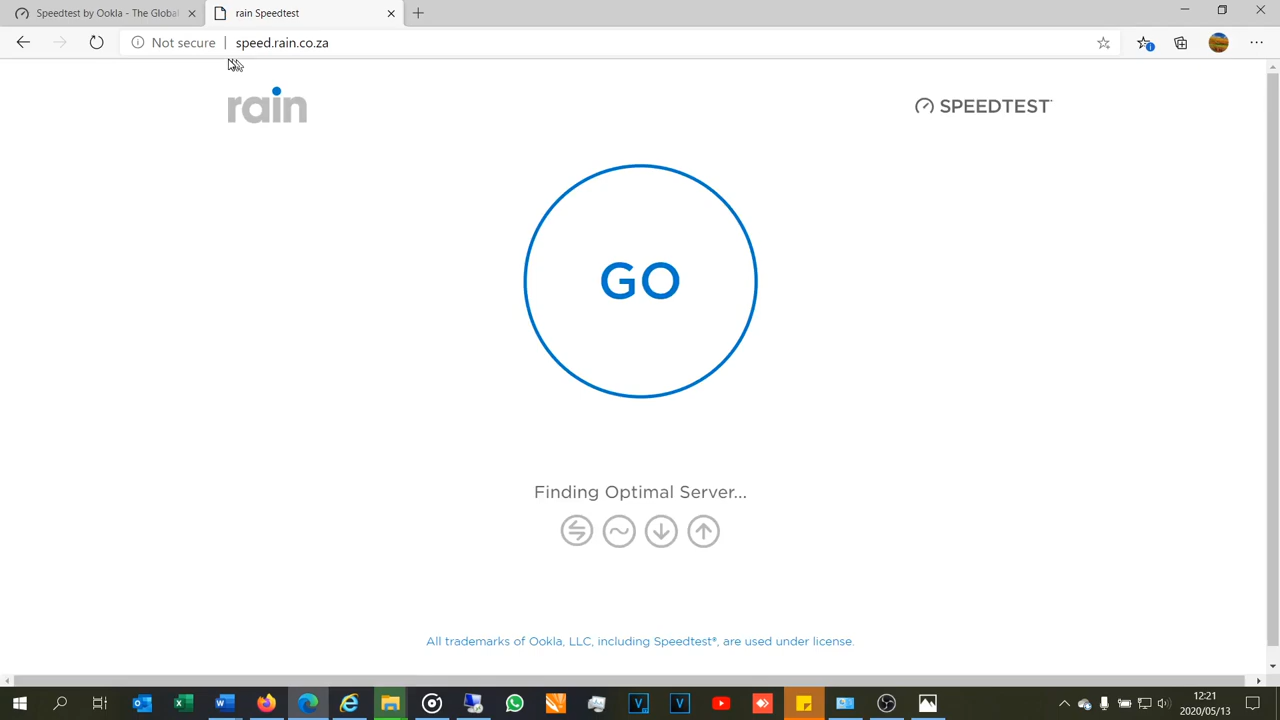 Speedtest by Ookla - The Global
rain Speedtest
Not secure | speed.rain.co.za
rain
SPEEDTEST
GO
Finding Optimal Server...
All trademarks of Ookla, LLC, including Speedtest®, are used under license.
12:21
2020/05/13